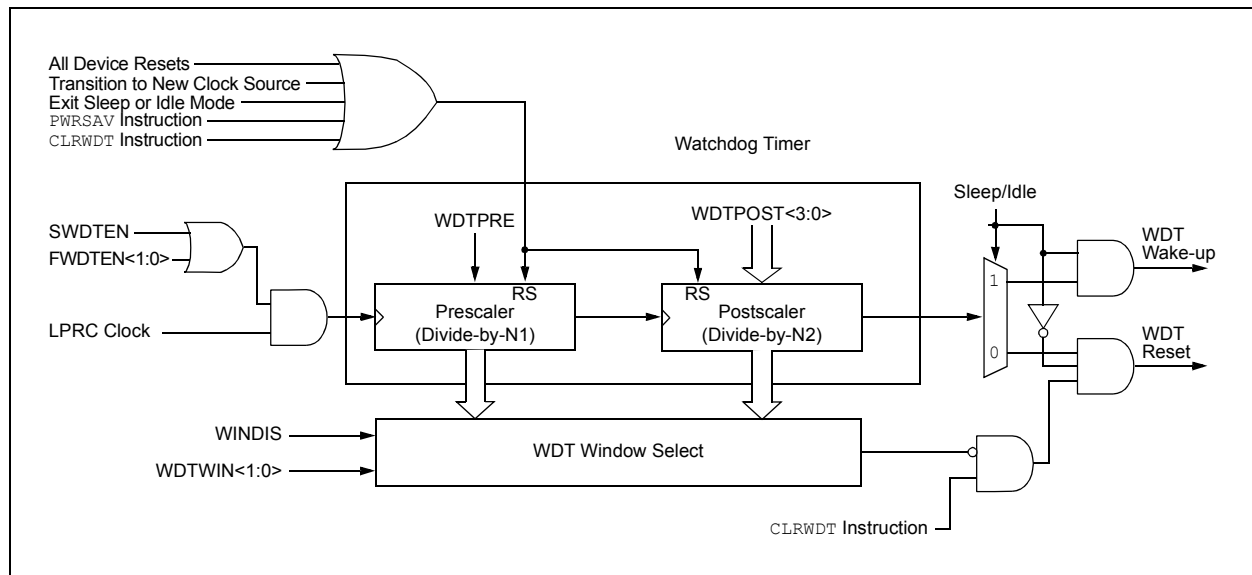 All Device Resets
Transition to New Clock Source
Exit Sleep or Idle Mode
PWRSAV Instruction
CLRWDT Instruction
Watchdog Timer
Sleep/Idle
SWDTEN
FWDTEN<1:0>
LPRC Clock
WDTPRE
WDTPOST<3:0>
RS
Prescaler
(Divide-by-N1)
RS
Postscaler
(Divide-by-N2)
1
0
WDT
Wake-up
WDT
Reset
WINDIS
WDTWIN<1:0>
WDT Window Select
CLRWDT Instruction